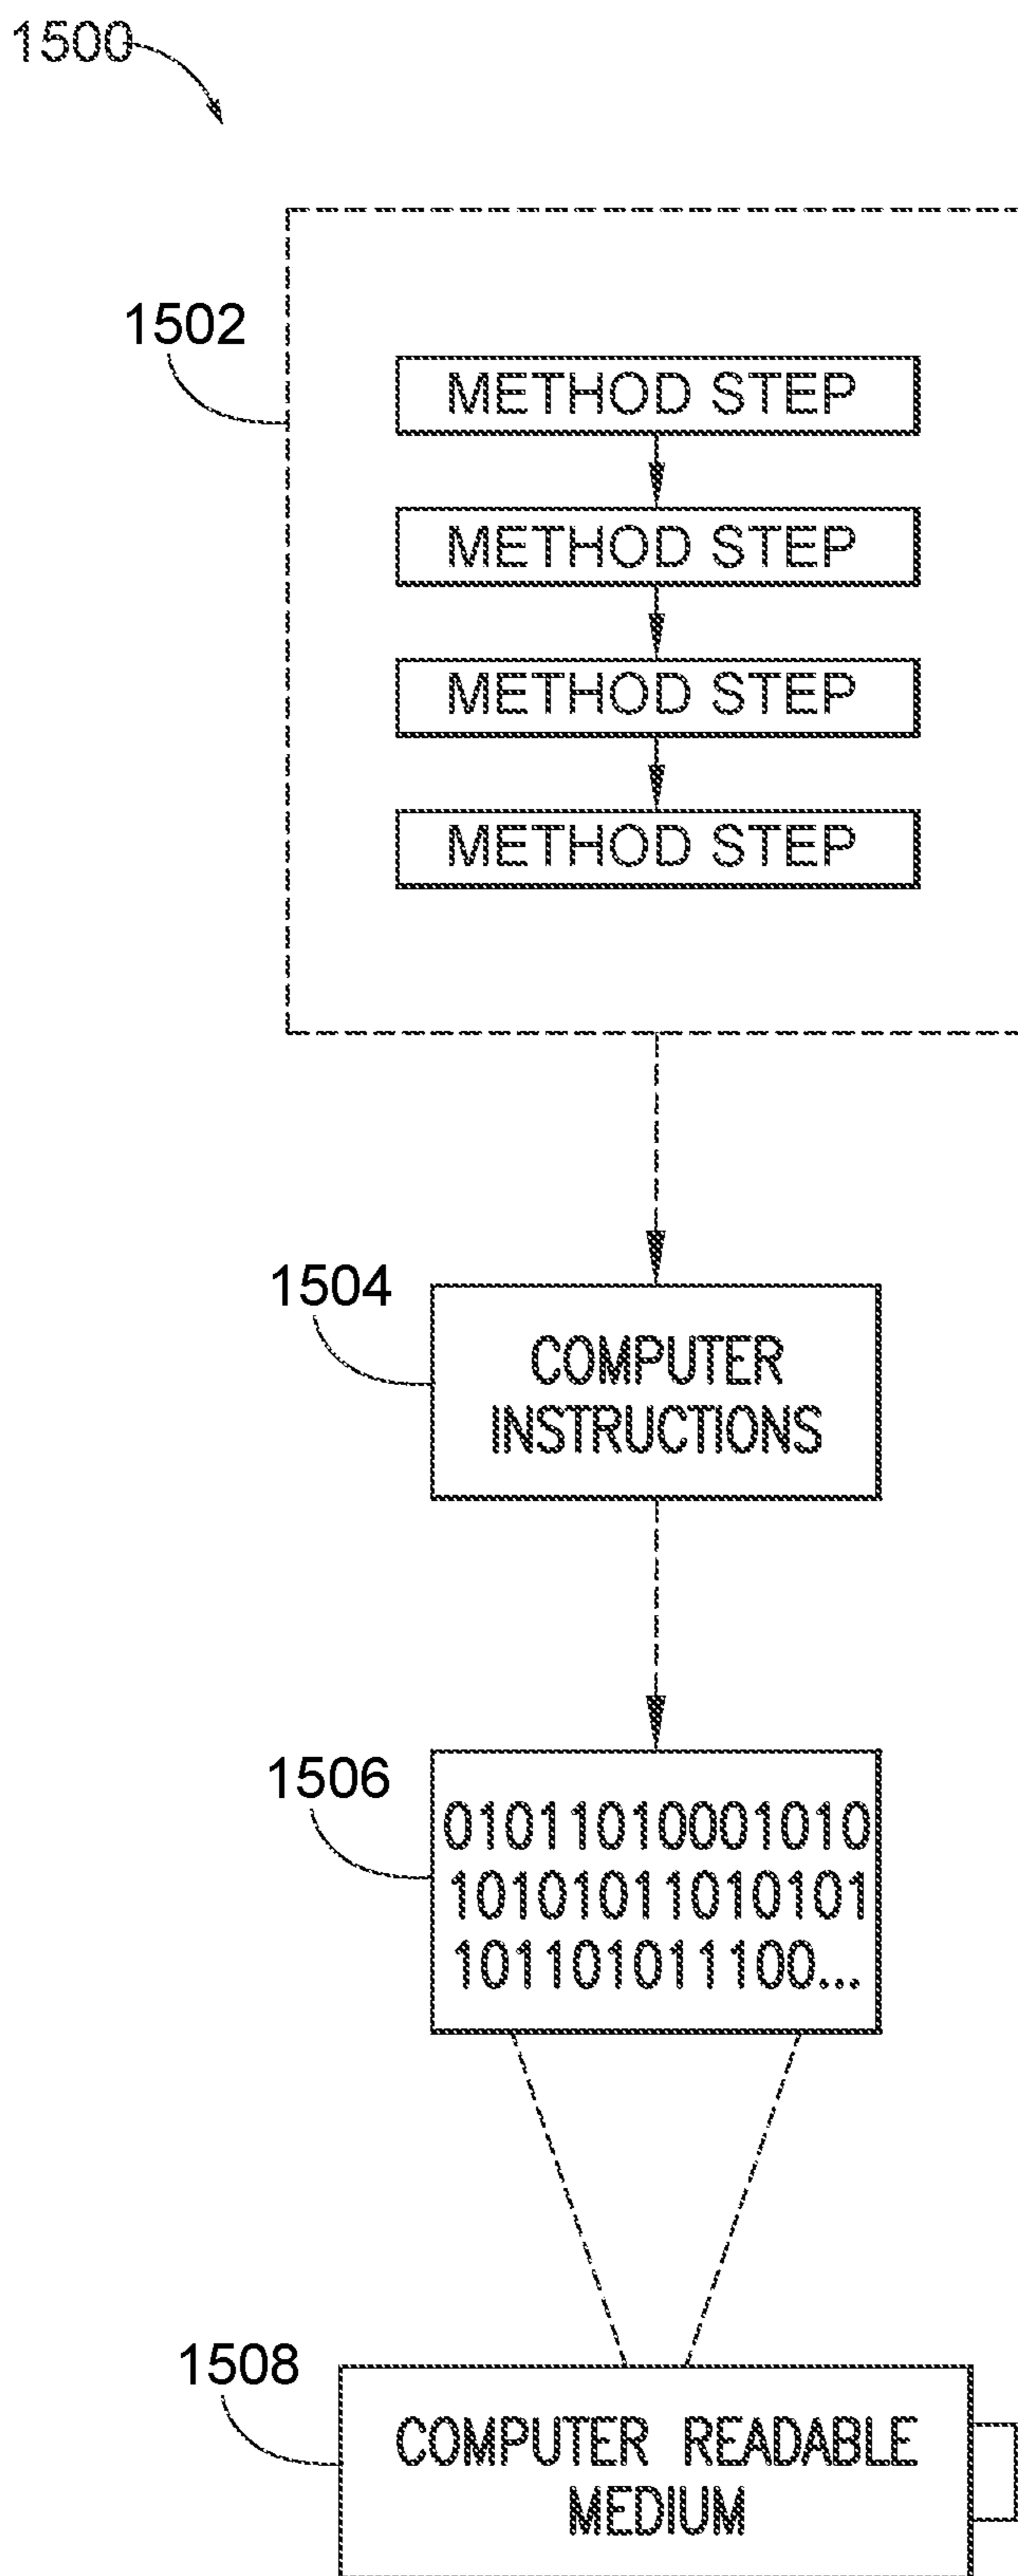 1500
1502
METHOD STEP
METHOD STEP
METHOD STEP
METHOD STEP
1504
COMPUTER
INSTRUCTIONS
1506
01011010001010
10101011010101
101101011100...
1508
COMPUTER READABLE
MEDIUM